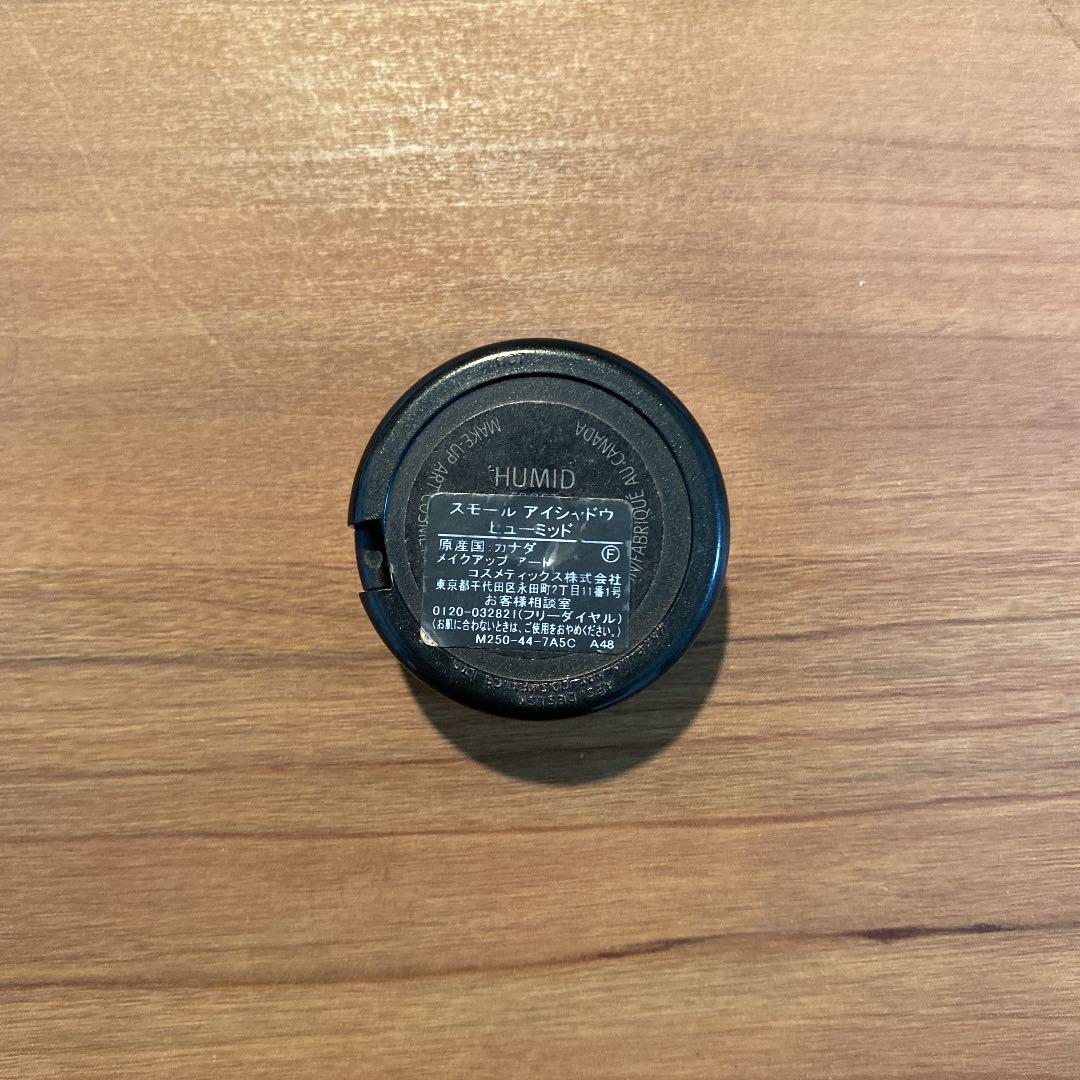 MAKE-UP ART COSME
FABRIQUE AU CANADA
HUMID
スモール アイシャドウ
ヒューミッド
原産国:カナダ Ⓕ
メイクアップ アート
コスメティックス株式会社
東京都千代田区永田町2丁目11番1号
お客様相談室
0120-032821(フリーダイヤル)
(お肌に合わないときは、ご使用をおやめください。)
M250-44-7A5C A48
DESIGN